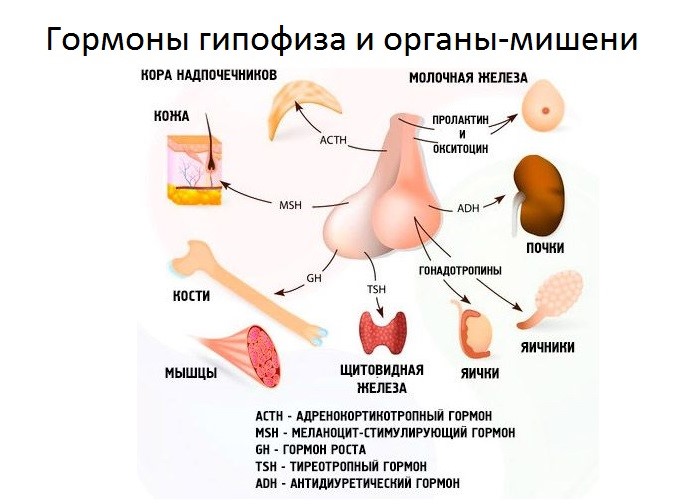 Гормоны гипофиза и органы-мишени
КОРА НАДПОЧЕЧНИКОВ
МОЛОЧНАЯ ЖЕЛЕЗА
КОЖА
ПРОЛАКТИН
И
ОКСИТОЦИН
ACTH
MSH
ADH
ПОЧКИ
ГОНАДОТРОПИНЫ
GH
TSH
КОСТИ
МЫШЦЫ
ЩИТОВИДНАЯ
ЖЕЛЕЗА
ЯИЧКИ
ЯИЧНИКИ
ACTH - АДРЕНОКОРТИКОТРОПНЫЙ ГОРМОН
MSH - МЕЛАНОЦИТ-СТИМУЛИРУЮЩИЙ ГОРМОН
GH - ГОРМОН РОСТА
TSH - ТИРЕОТРОПНЫЙ ГОРМОН
ADH - АНТИДИУРЕТИЧЕСКИЙ ГОРМОН